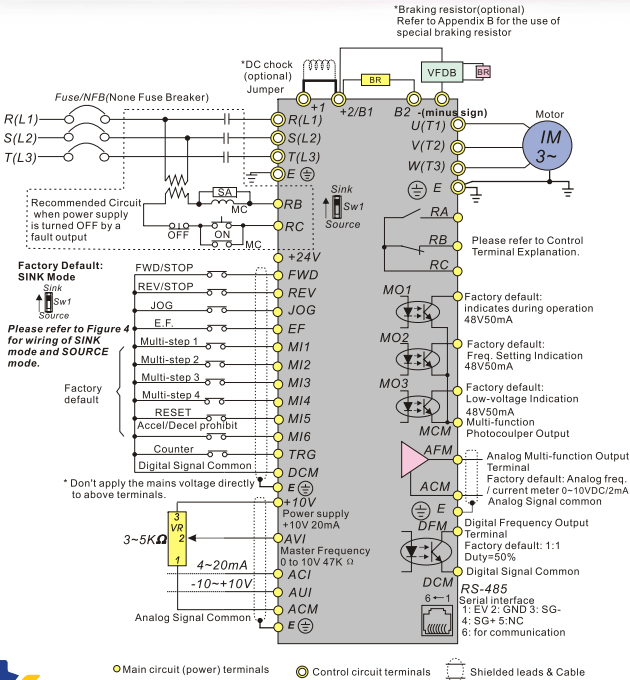 *Braking resistor(optional)
Refer to Appendix B for the use of
special braking resistor
*DC chock
(optional)
Jumper
BR
VFDB
BR
Fuse/NFB(None Fuse Breaker)
+1
+2/B1
B2
-(minus sign)
Motor
R(L1)
R(L1)
U(T1)
IM
3~
S(L2)
S(L2)
V(T2)
T(L3)
T(L3)
W(T3)
E
E
Recommended Circuit
when power supply
is turned OFF by a
fault output
SA
MC
OFF
ON
MC
RB
RC
Sink
Sw1
Source
RA
RB
RC
Please refer to Control
Terminal Explanation.
Factory Default:
SINK Mode
Sink
Sw1
Source
Please refer to Figure 4
for wiring of SINK
mode and SOURCE
mode.
+24V
FWD/STOP
FWD
REV/STOP
REV
JOG
JOG
E.F.
EF
Multi-step 1
MI1
Multi-step 2
MI2
Multi-step 3
MI3
Multi-step 4
MI4
RESET
MI5
Accel/Decel prohibit
MI6
Counter
TRG
Digital Signal Common
DCM
Factory
default
* Don't apply the mains voltage directly
to above terminals.
E
MO1
Factory default:
indicates during operation
48V50mA
MO2
Factory default:
Freq. Setting Indication
48V50mA
MO3
Factory default:
Low-voltage Indication
48V50mA
Multi-function
Photocoulper Output
MCM
AFM
Analog Multi-function Output
Terminal
Factory default: Analog freq.
/ current meter 0~10VDC/2mA
ACM
Analog Signal common
E
DFM
Digital Frequency Output
Terminal
Factory default: 1:1
Duty=50%
DCM
Digital Signal Common
+10V
Power supply
+10V 20mA
3~5KΩ
3
VR
2
1
AVI
Master Frequency
0 to 10V 47K Ω
4~20mA
ACI
-10~+10V
AUI
ACM
Analog Signal Common
E
RS-485
Serial interface
6←1
1: EV 2: GND 3: SG-
4: SG+ 5:NC
6: for communication
Main circuit (power) terminals
Control circuit terminals
Shielded leads & Cable